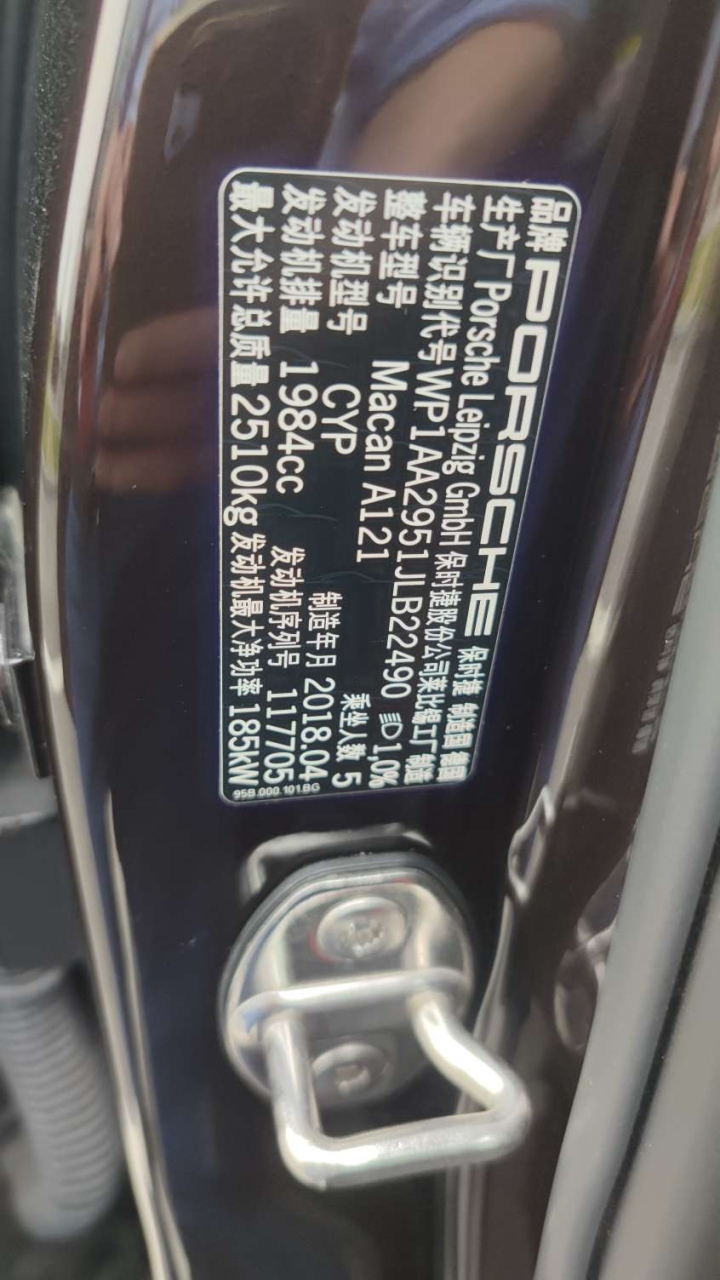 品牌 PORSCHE 保时捷 制造国 德国
生产厂 Porsche Leipzig GmbH 保时捷股份公司莱比锡工厂 制造
车辆识别代号 WP1AA2951JLB22490 1,0%
整车型号 Macan A121 乘坐人数 5
发动机型号 CYP 制造年月 2018.04
发动机排量 1984cc 发动机序列号 117705
最大允许总质量 2510kg 发动机最大净功率 185kW
95B.000.101.BG